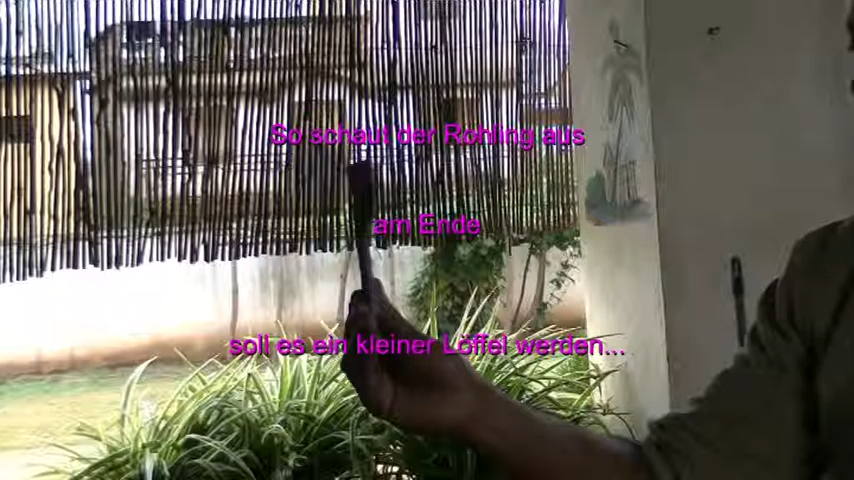 So schaut der Rohling aus
am Ende
soll es ein kleiner Löffel werden...